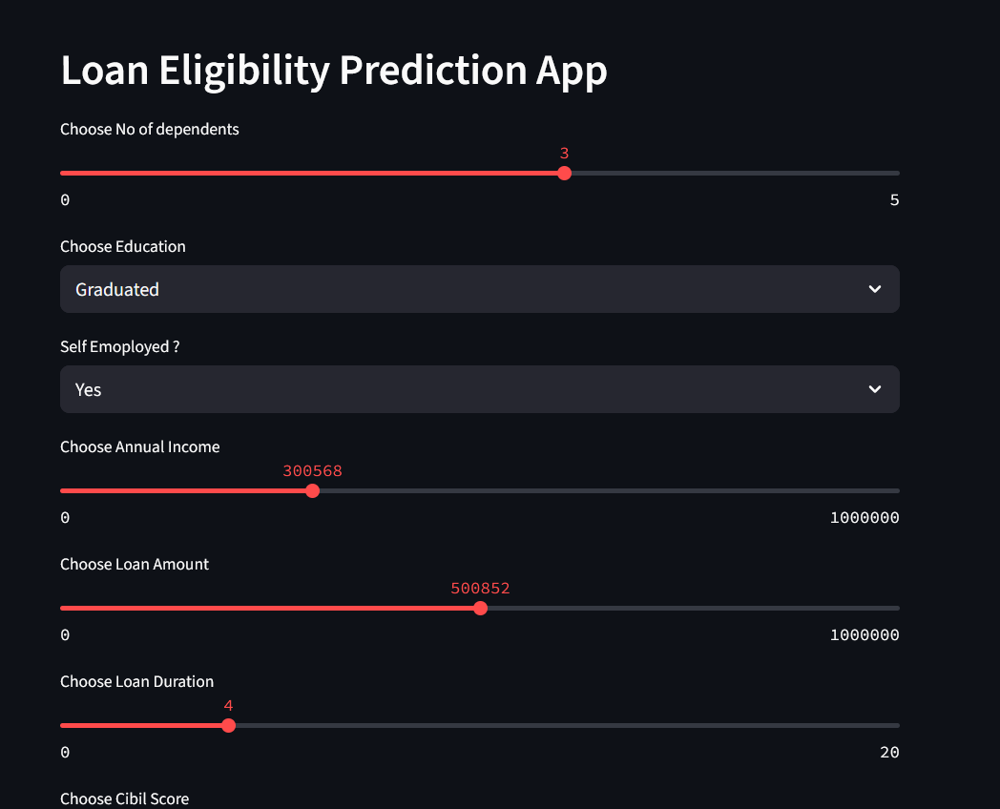 Loan Eligibility Prediction App
Choose No of dependents
3
0 5
Choose Education
Graduated
Self Emoployed ?
Yes
Choose Annual Income
300568
0 1000000
Choose Loan Amount
500852
0 1000000
Choose Loan Duration
4
0 20
Choose Cibil Score